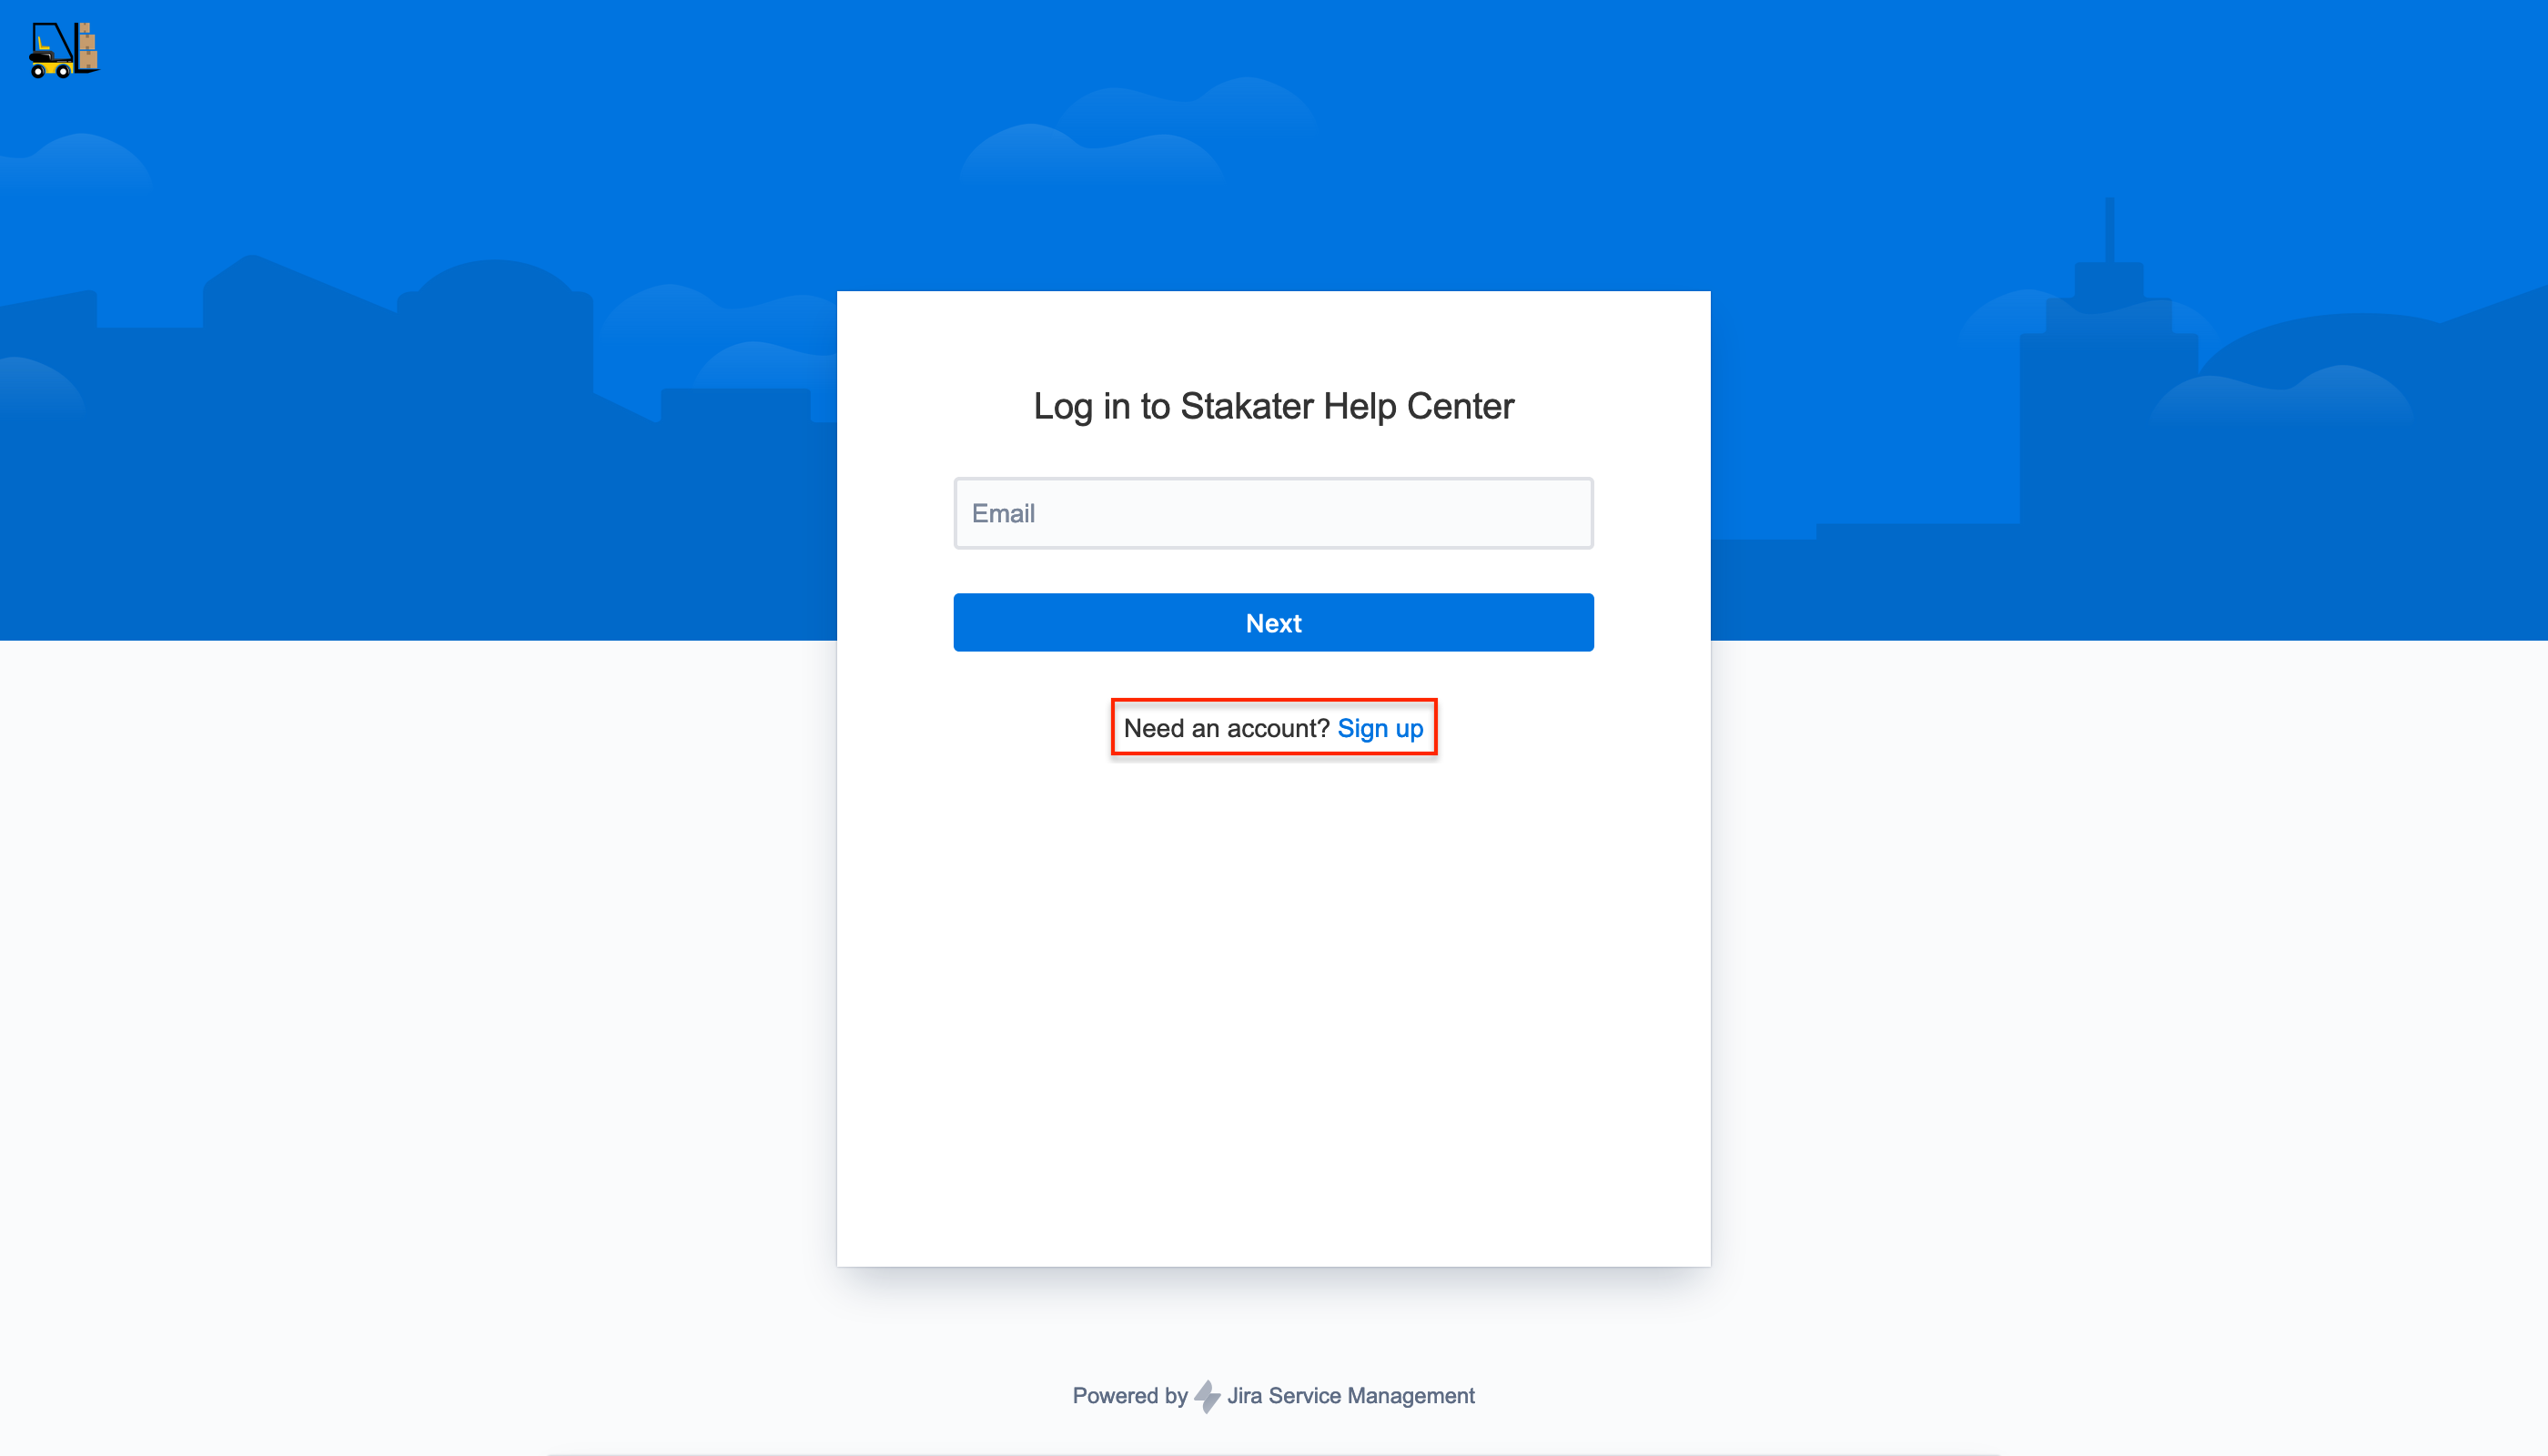 Log in to Stakater Help Center
Email
Next
Need an account? Sign up
Powered by Jira Service Management